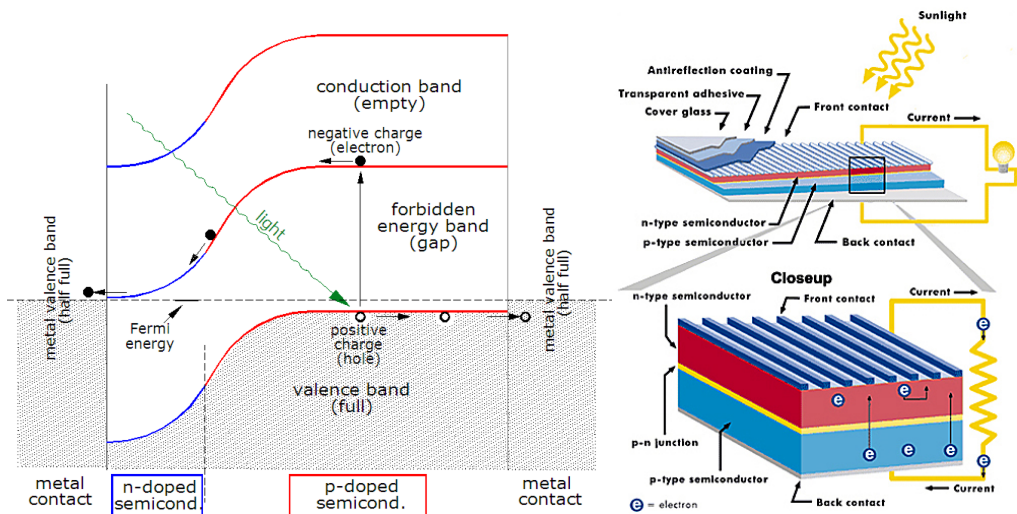 conduction band
(empty)
negative charge
(electron)
light
forbidden
energy band
(gap)
metal valence band
(half full)
Fermi
energy
positive
charge
(hole)
metal valence band
(half full)
valence band
(full)
metal
contact
n-doped
semicond.
p-doped
semicond.
metal
contact
Sunlight
Antireflection coating
Transparent adhesive
Cover glass
Front contact
Current
n-type semiconductor
p-type semiconductor
Back contact
Closeup
n-type semiconductor
Front contact
Current
e
e
e
e
e
e
e
p-n junction
p-type semiconductor
Back contact
Current
e = electron